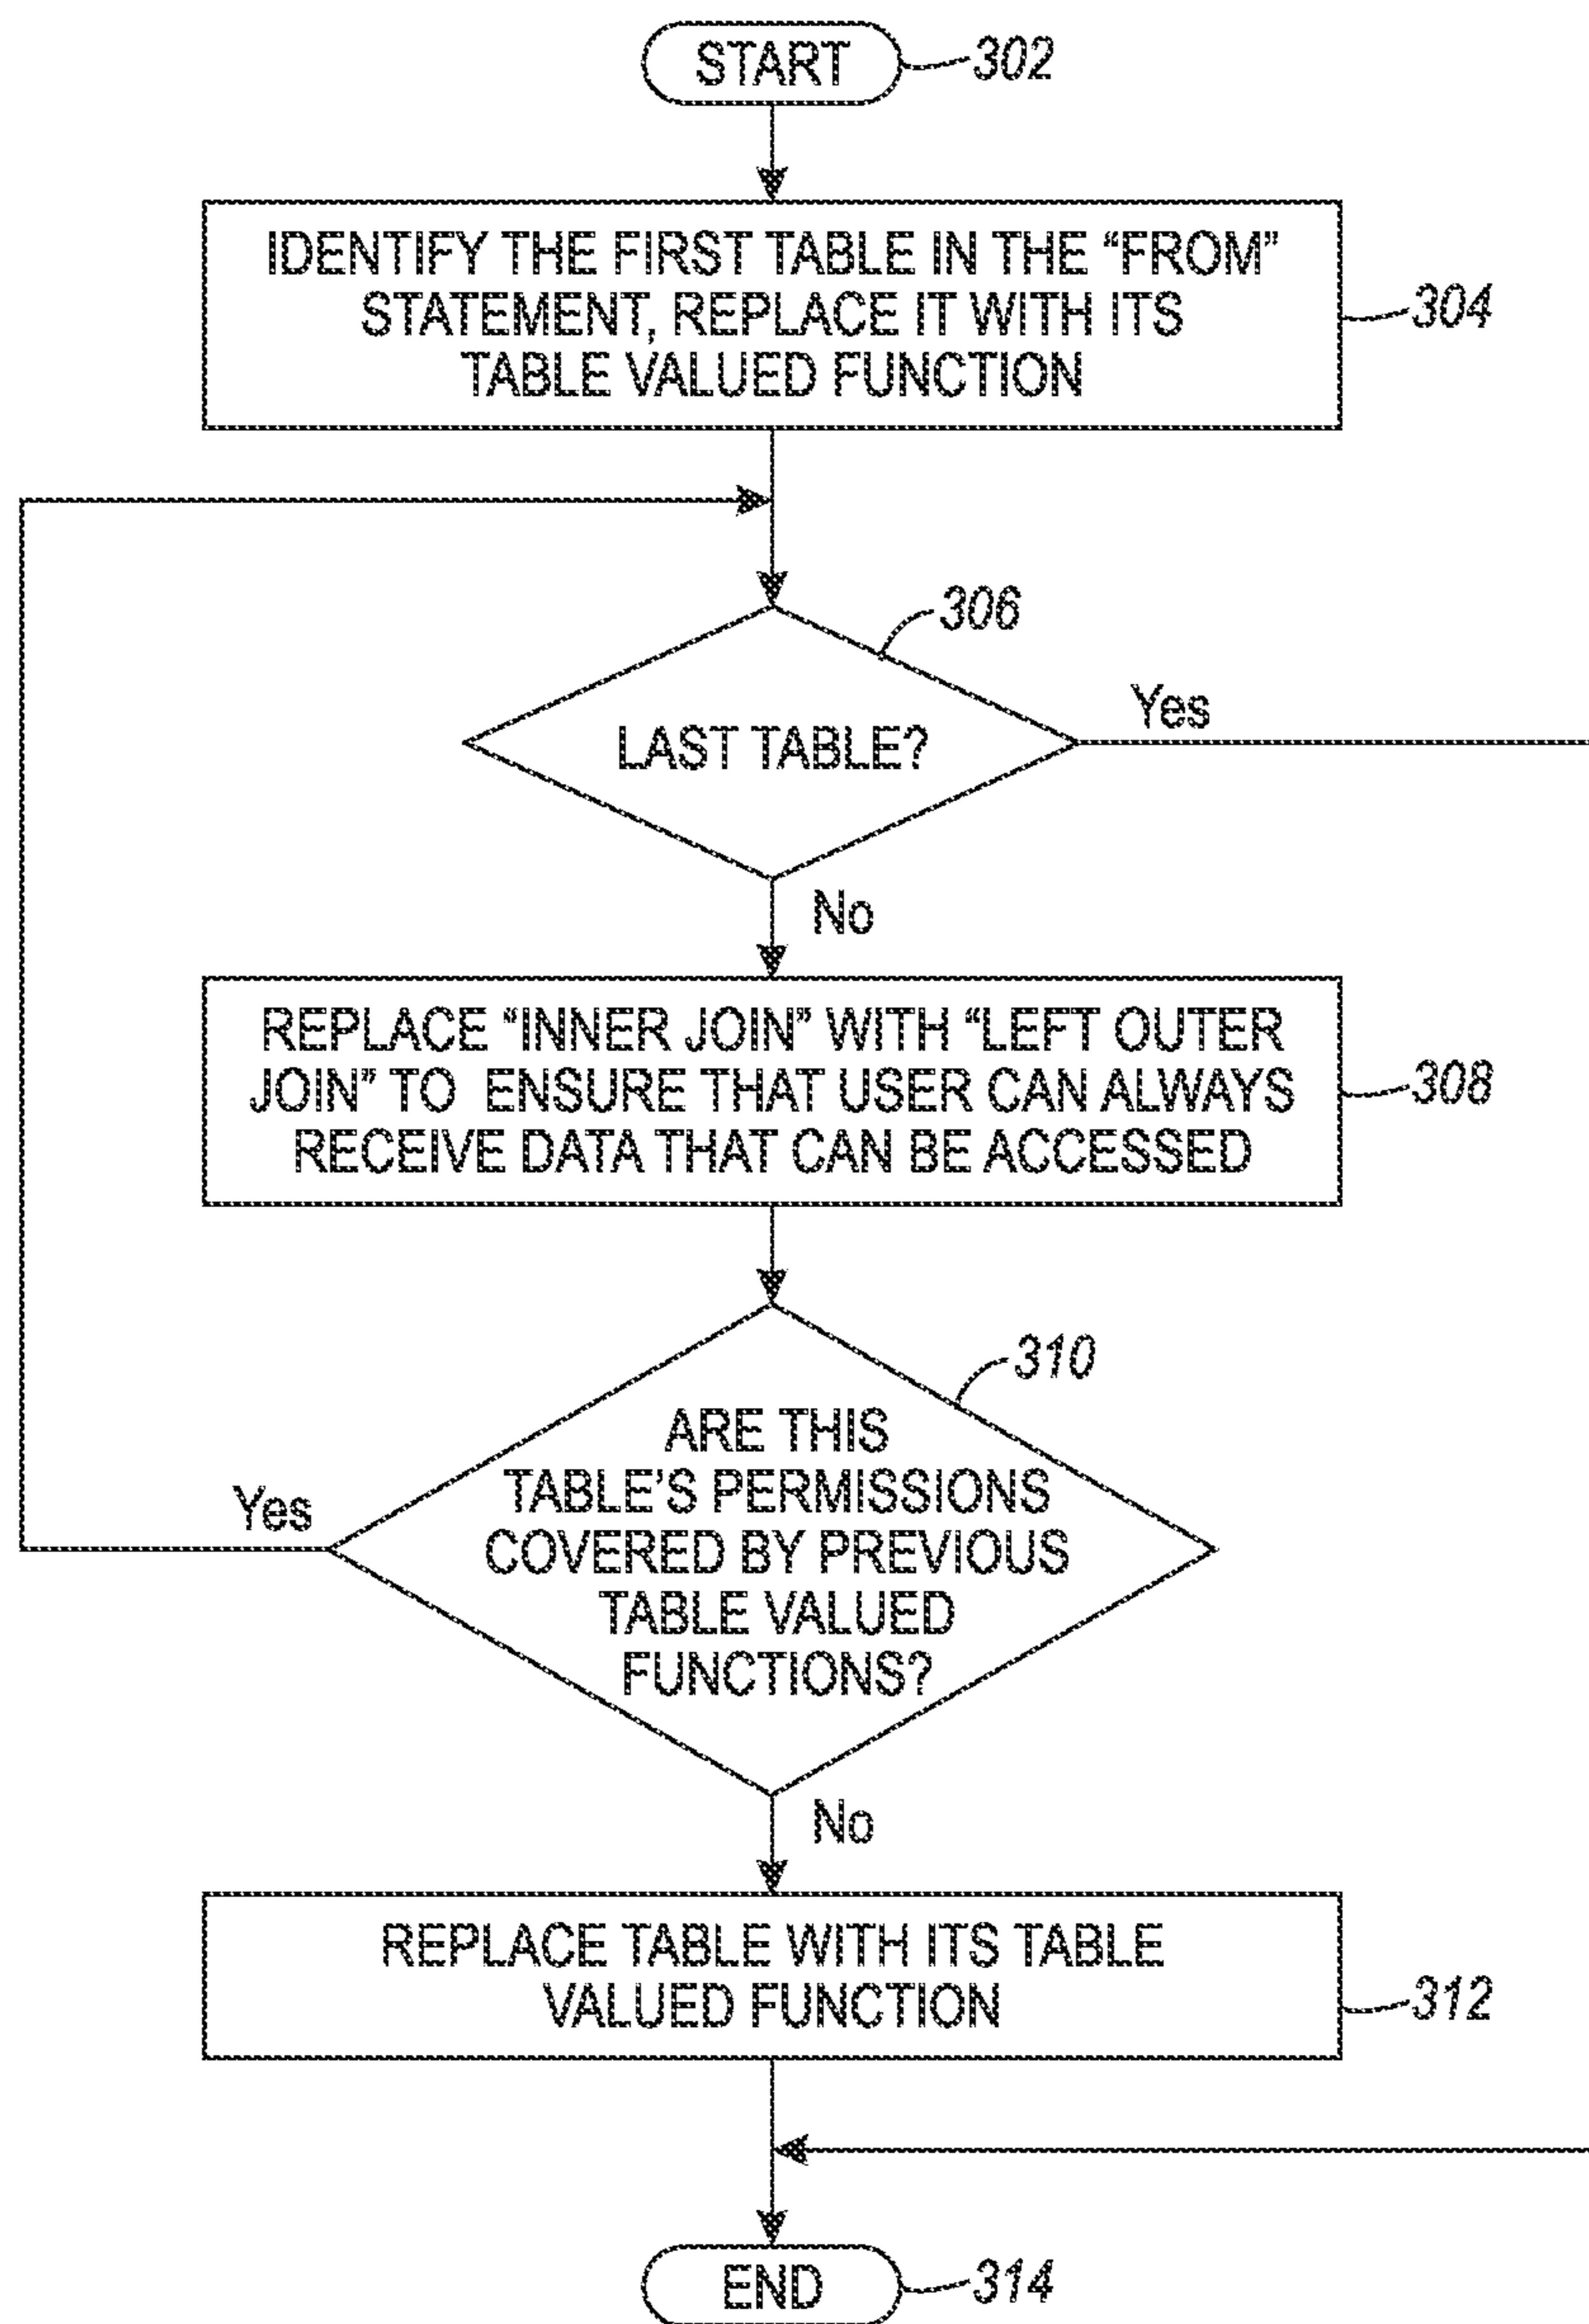 START
302
IDENTIFY THE FIRST TABLE IN THE “FROM”
STATEMENT, REPLACE IT WITH ITS
TABLE VALUED FUNCTION
304
306
LAST TABLE?
Yes
No
REPLACE “INNER JOIN” WITH “LEFT OUTER
JOIN” TO ENSURE THAT USER CAN ALWAYS
RECEIVE DATA THAT CAN BE ACCESSED
308
310
ARE THIS
TABLE’S PERMISSIONS
COVERED BY PREVIOUS
TABLE VALUED
FUNCTIONS?
Yes
No
REPLACE TABLE WITH ITS TABLE
VALUED FUNCTION
312
END
314